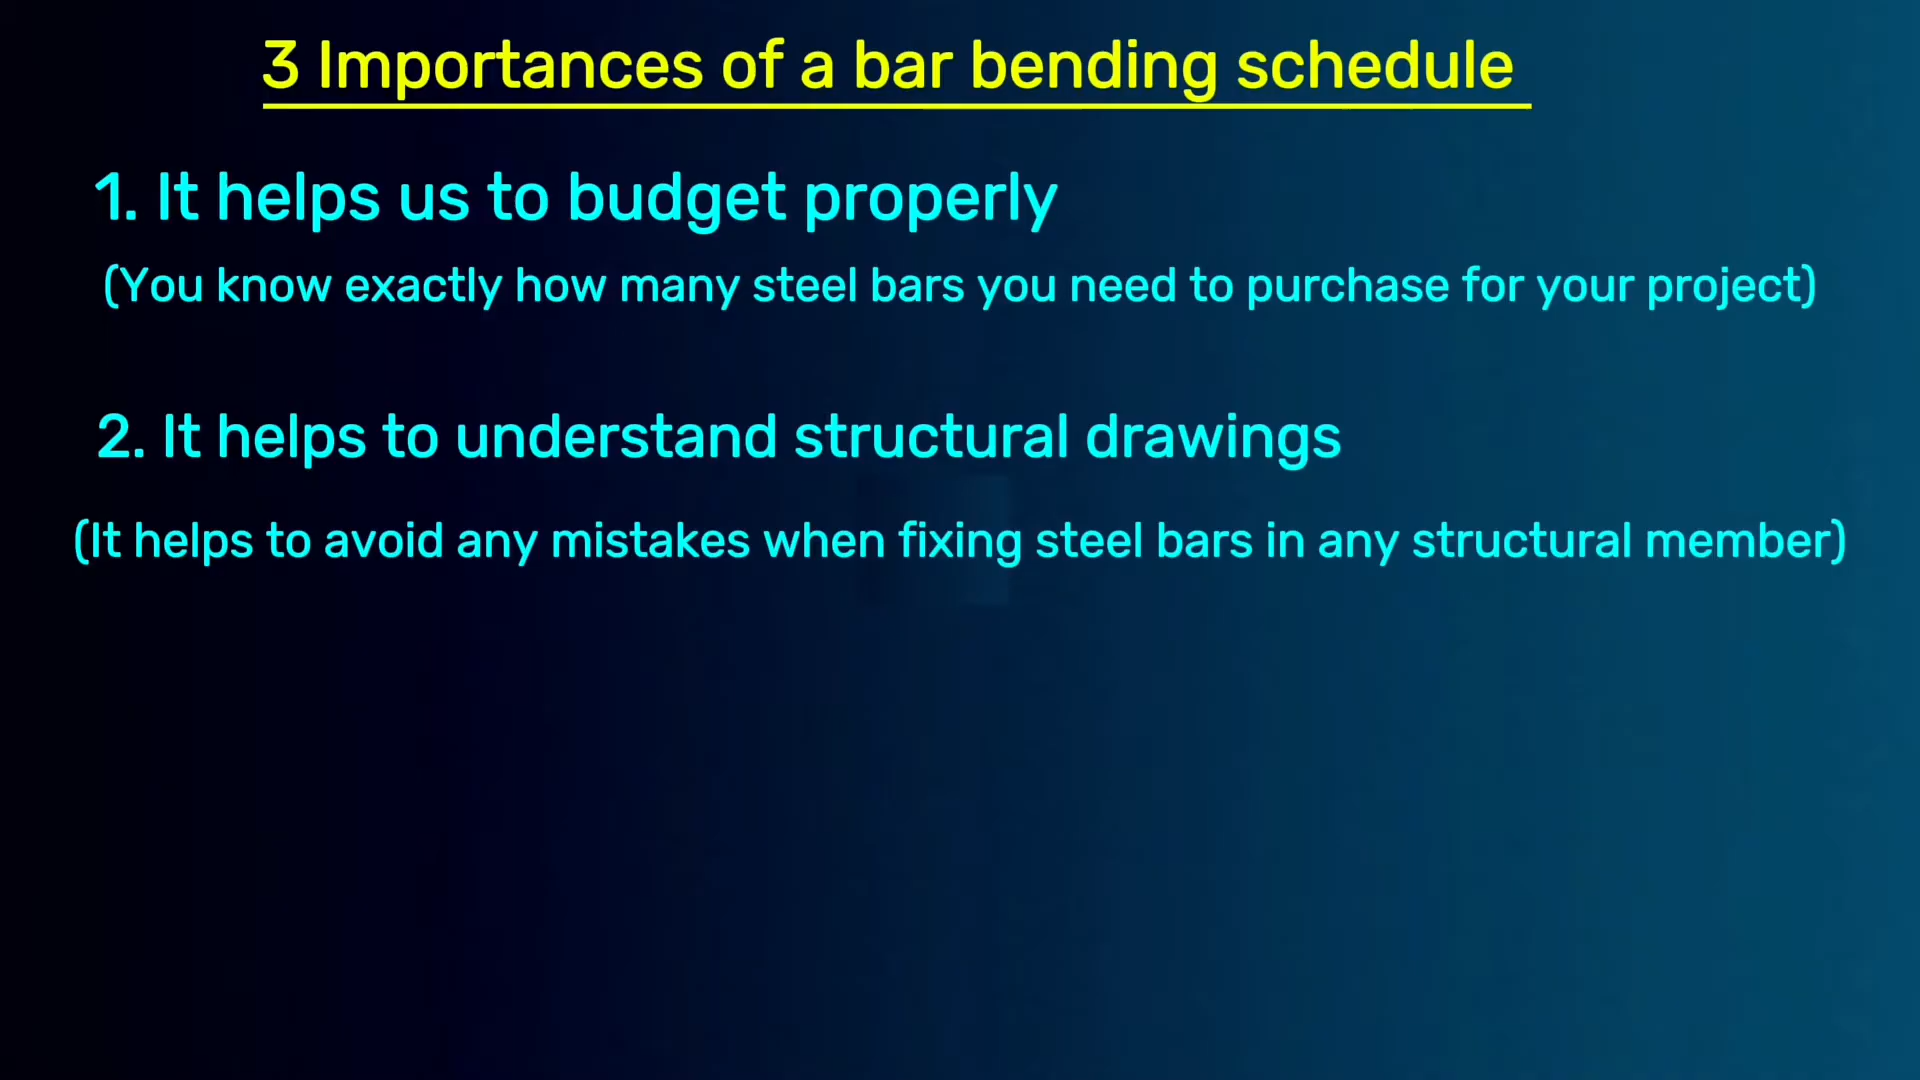 3 Importances of a bar bending schedule
1. It helps us to budget properly
(You know exactly how many steel bars you need to purchase for your project)
2. It helps to understand structural drawings
(It helps to avoid any mistakes when fixing steel bars in any structural member)